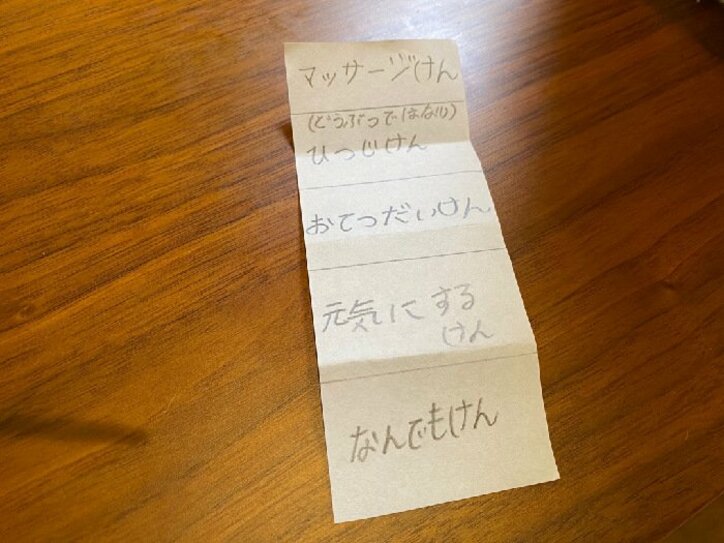 マッサージけん
(どうぶつではない)
ひつじけん
おてつだいけん
元気にする
けん
なんでもけん